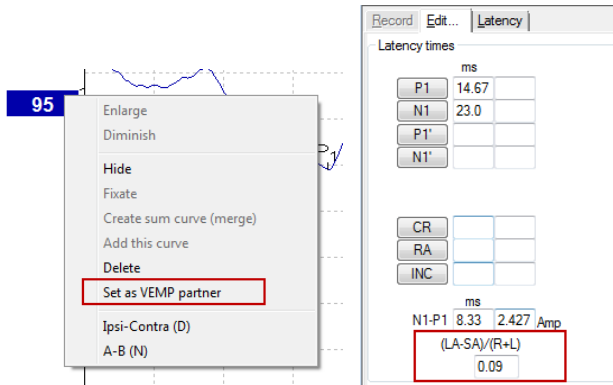 95
Enlarge
Diminish
Hide
Fixate
Create sum curve (merge)
Add this curve
Delete
Set as VEMP partner
Ipsi-Contra (D)
A-B (N)
Record Edit... Latency
Latency times
ms
P1 14.67
N1 23.0
P1'
N1'
CR
RA
INC
ms
N1-P1 8.33 2.427 Amp
(LA-SA)/(R+L)
0.09